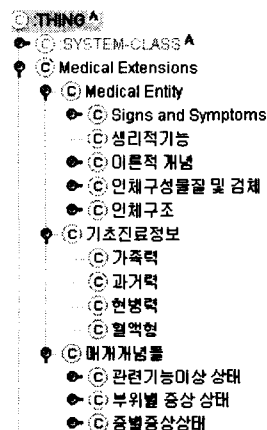 C :THING A
C :SYSTEM-CLASS A
C Medical Extensions
C Medical Entity
C Signs and Symptoms
C 생리적기능
C 이론적 개념
C 인체구성물질 및 검체
C 인체구조
C 기초진료정보
C 가족력
C 과거력
C 현병력
C 혈액형
C 매개개념들
C 관련기능이상 상태
C 부위별 증상 상태
C 증별증상상태